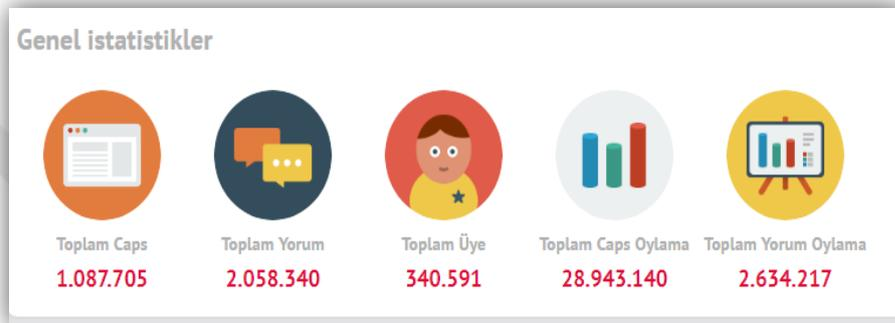 Genel istatistikler
Toplam Caps
Toplam Yorum
Toplam Üye
Toplam Caps Oylama
Toplam Yorum Oylama
1.087.705
2.058.340
340.591
28.943.140
2.634.217